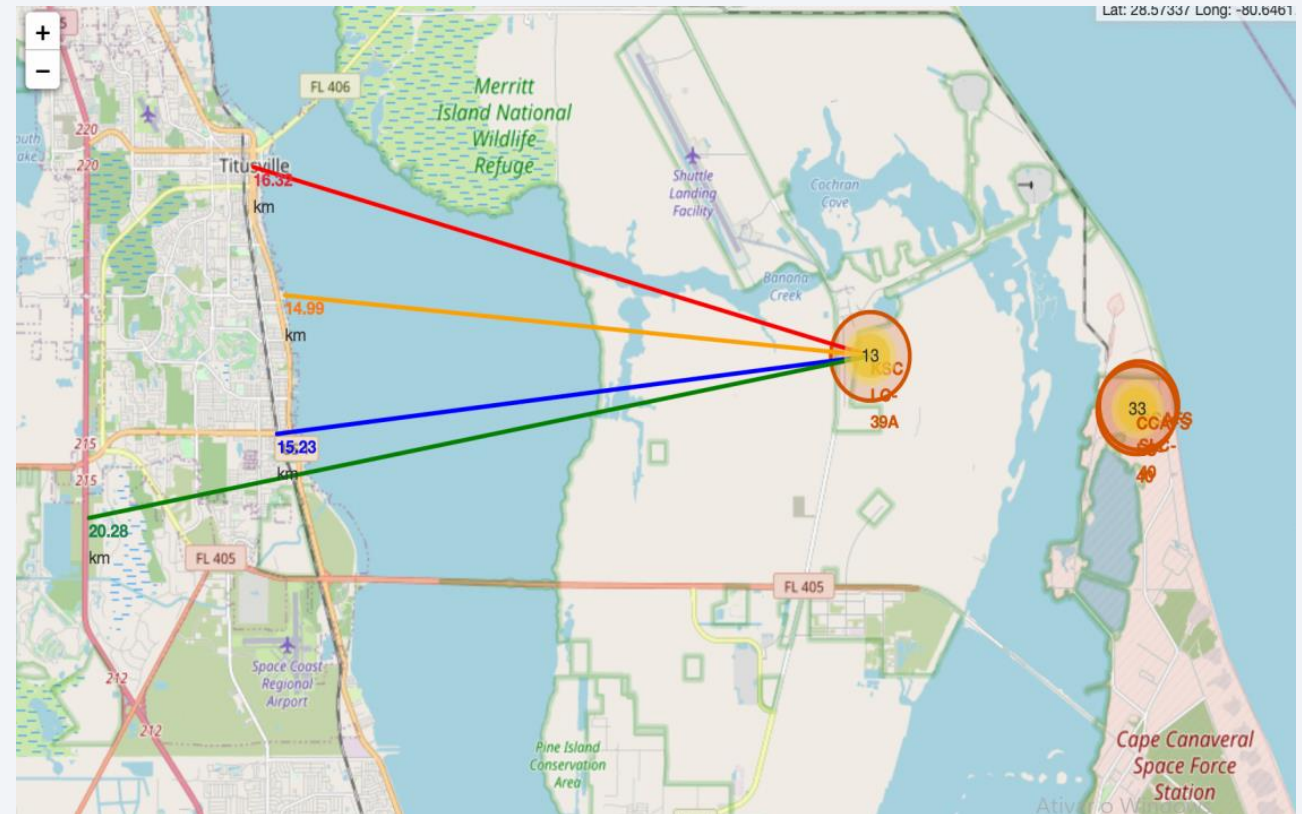 +
−
5
Lat: 28.57337 Long: -80.6461
FL 406
Merritt
Island National
Wildlife
Refuge
220
220
Titusville
16.32
km
Shuttle
Landing
Facility
Cochran
Cove
Banana
Creek
14.99
km
13
KSC
LC-
39A
33
CCAFS
SLC-
40
40
215
215
15.23
km
20.28
km
FL 405
FL 405
Space Coast
Regional
Airport
212
212
Pine Island
Conservation
Area
Cape Canaveral
Space Force
Station